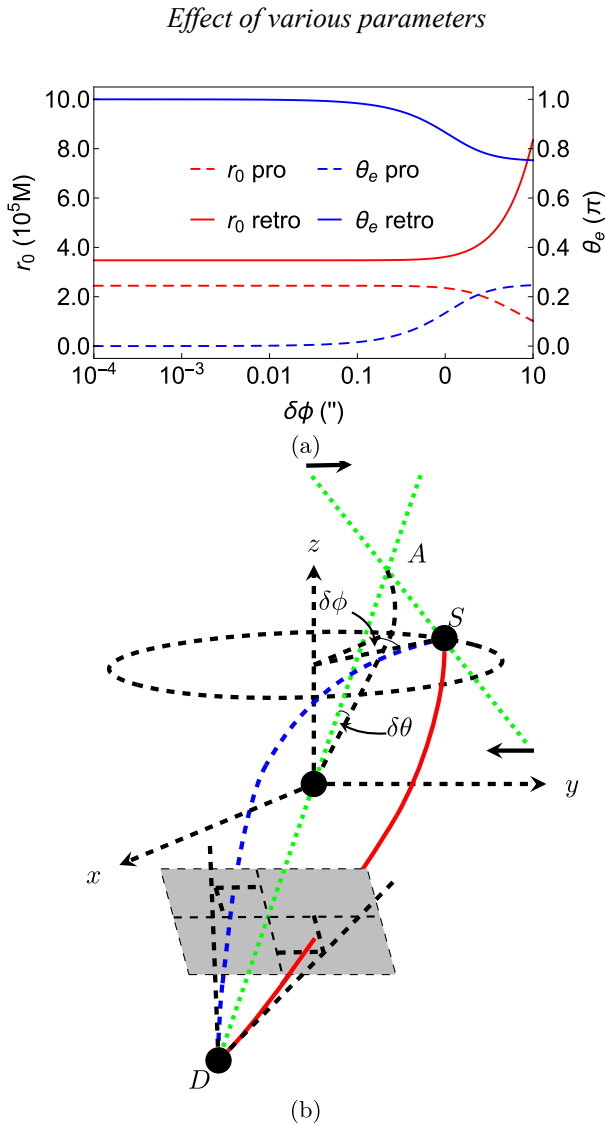 Effect of various parameters
10.0
8.0
6.0
4.0
2.0
0.0
r₀ (10⁵M)
1.0
0.8
0.6
0.4
0.2
0.0
θₑ (π)
r₀ pro
θₑ pro
r₀ retro
θₑ retro
10⁻⁴
10⁻³
0.01
0.1
0
10
δϕ (")
(a)
A
z
δϕ
S
δθ
y
x
D
(b)